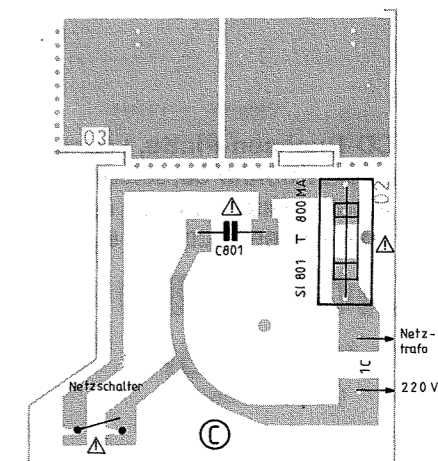 03
02
SI 801 T 800 MA
C801
Netz-
trafo
1C
220 V
Netzschalter
C